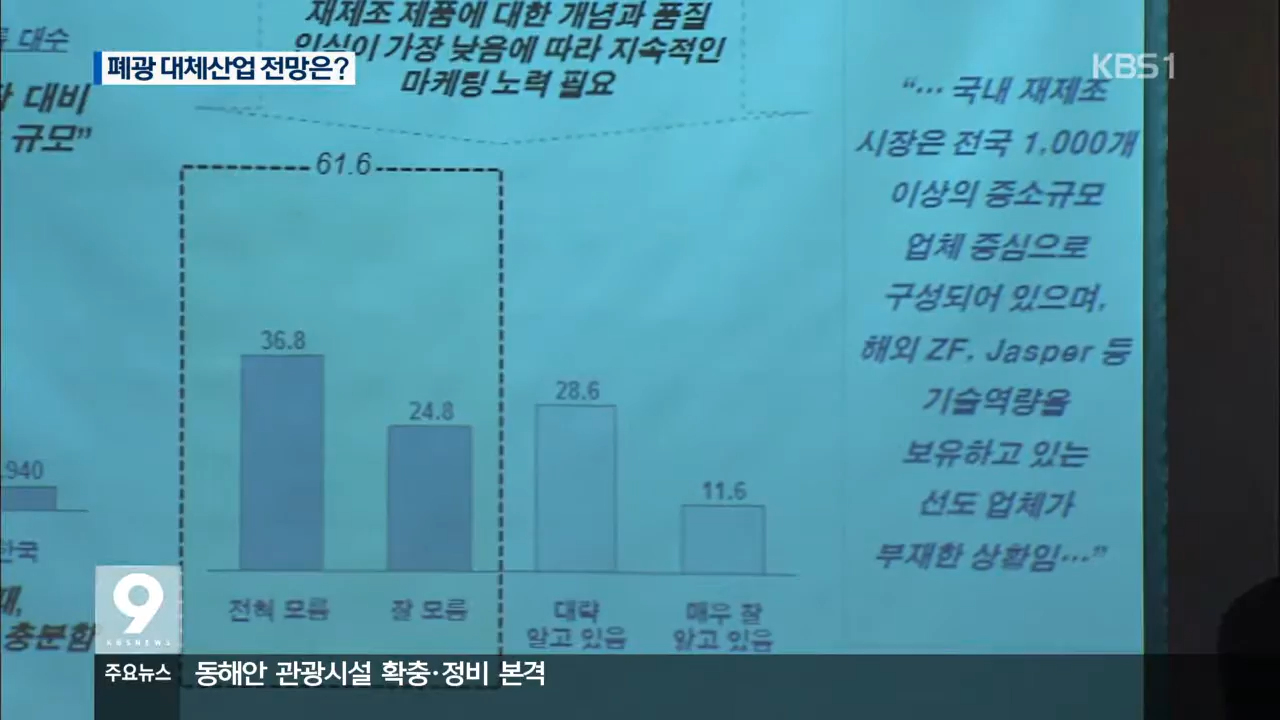 재제조 제품에 대한 개념과 품질
인식이 가장 낮음에 따라 지속적인
마케팅 노력 필요
대수
폐광 대체산업 전망은?
KBS1
대비
규모”
“… 국내 재제조
시장은 전국 1,000개
이상의 중소규모
업체 중심으로
구성되어 있으며,
해외 ZF, Jasper 등
기술역량을
보유하고 있는
선도 업체가
부재한 상황임…”
61.6
36.8
24.8
28.6
11.6
,940
한국
전혀 모름
잘 모름
대략
알고 있음
매우 잘
알고 있음
충분함
9
KBS NEWS
주요뉴스
동해안 관광시설 확충·정비 본격